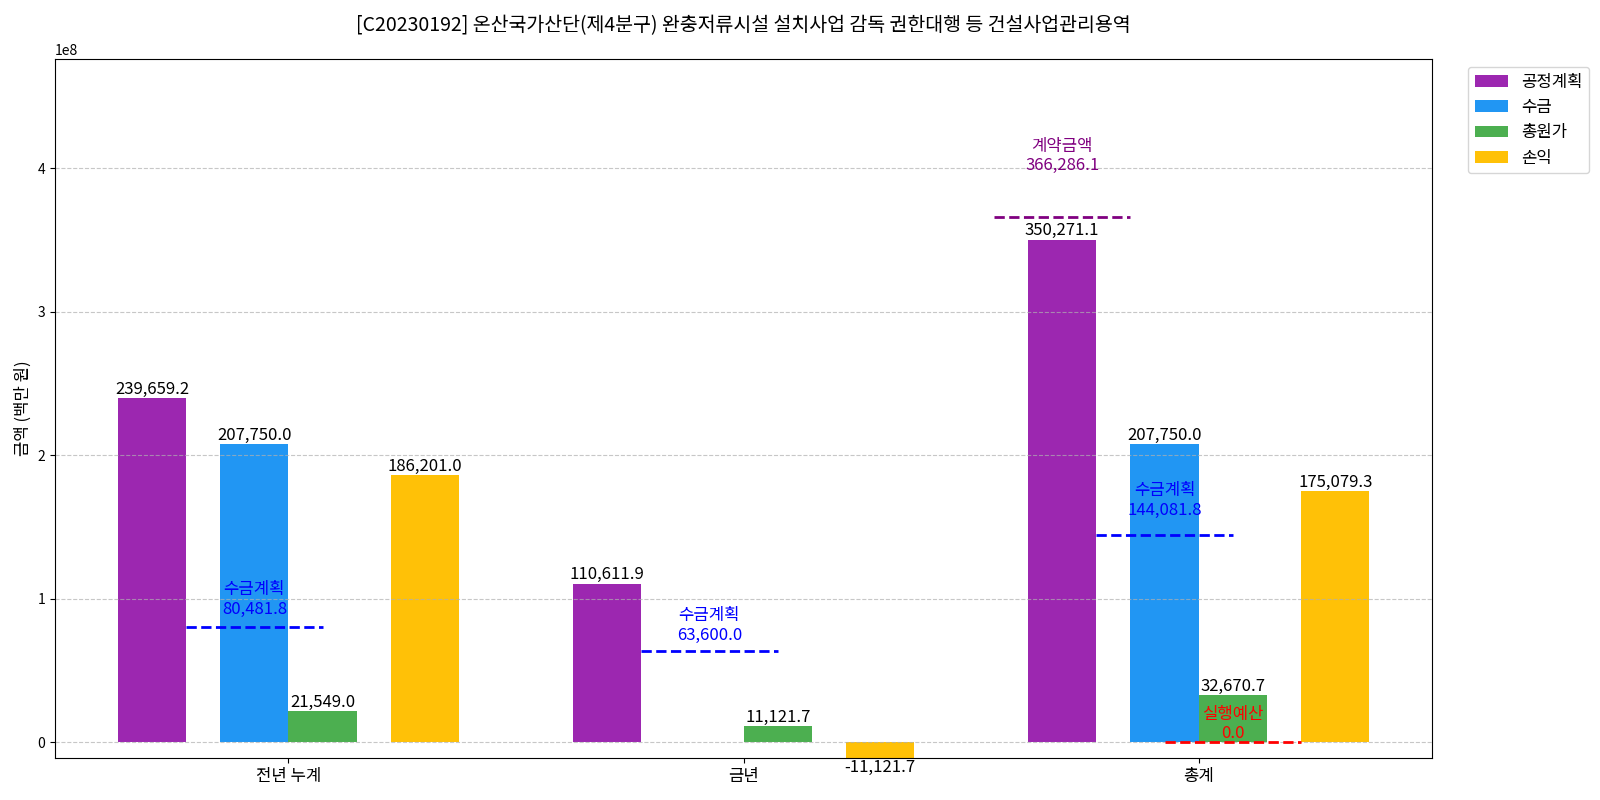 [C20230192] 온산국가산단(제4분구) 완충저류시설 설치사업 감독 권한대행 등 건설사업관리용역
1e8
공정계획
수금
총원가
손익
금액 (백만 원)
4
3
2
1
0
239,659.2
207,750.0
수금계획
80,481.8
21,549.0
186,201.0
110,611.9
수금계획
63,600.0
11,121.7
-11,121.7
계약금액
366,286.1
350,271.1
207,750.0
수금계획
144,081.8
32,670.7
실행예산
0.0
175,079.3
전년 누계
금년
총계